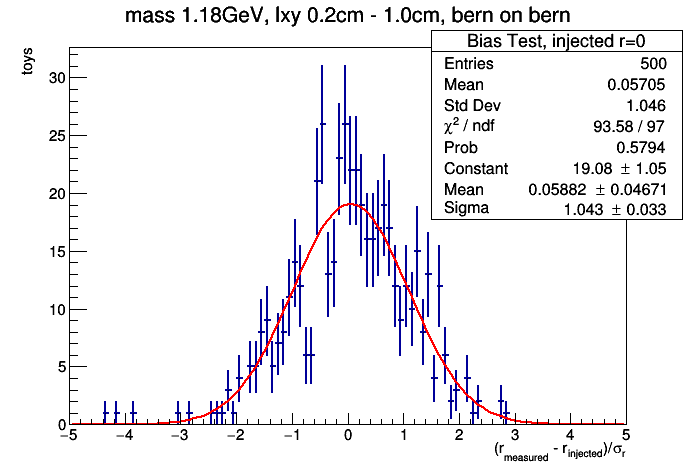 mass 1.18GeV, lxy 0.2cm - 1.0cm, bern on bern
Bias Test, injected r=0
Entries 500
Mean 0.05705
Std Dev 1.046
χ² / ndf 93.58 / 97
Prob 0.5794
Constant 19.08 ± 1.05
Mean 0.05882 ± 0.04671
Sigma 1.043 ± 0.033
toys
30
25
20
15
10
5
0
−5 −4 −3 −2 −1 0 1 2 3 4 5
(r_measured - r_injected)/σ_r